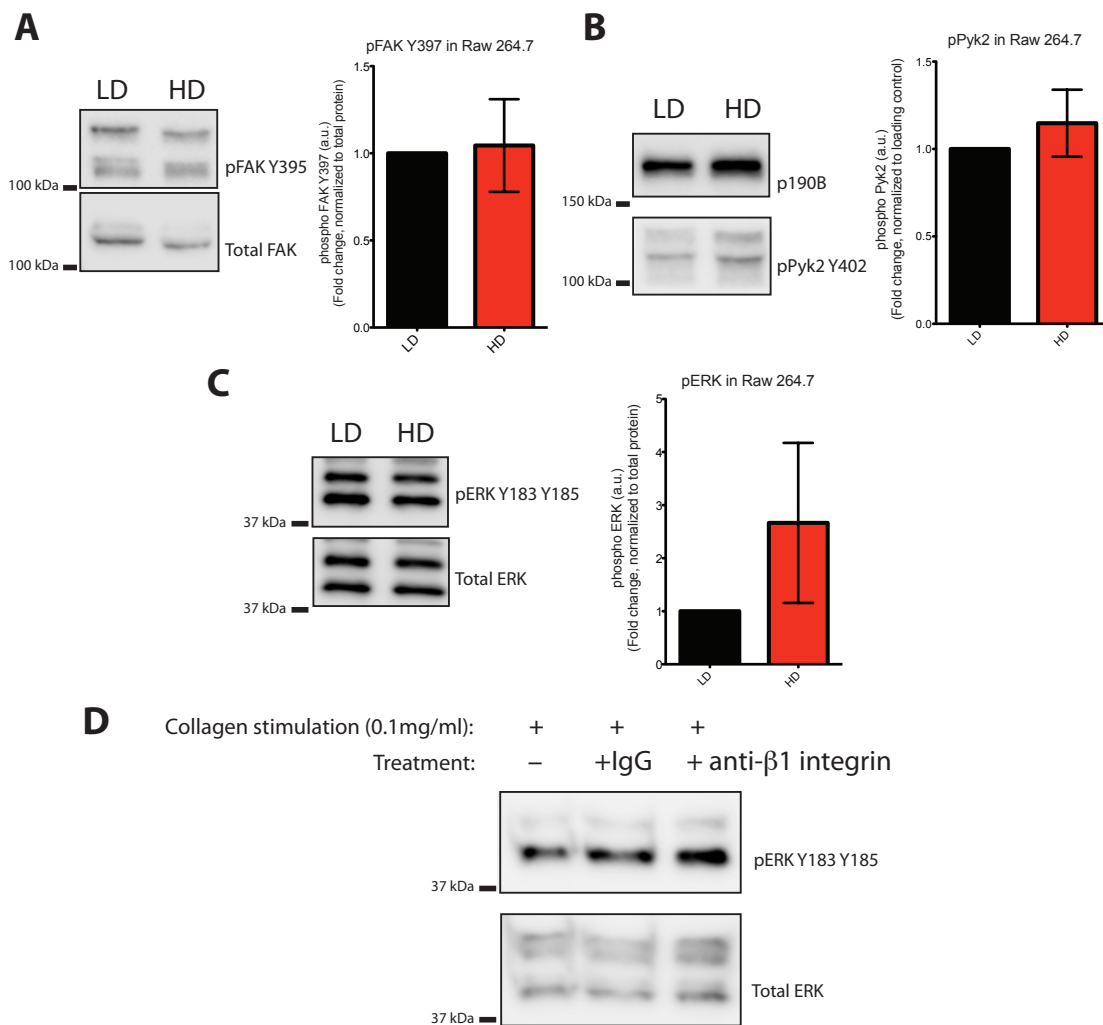 A
LD HD
pFAK Y395
100 kDa
Total FAK
100 kDa
pFAK Y397 in Raw 264.7
phospho FAK Y397 (a.u.)
(Fold change, normalized to total protein)
1.5
1.0
0.5
0.0
LD
HD
B
LD HD
p190B
150 kDa
pPyk2 Y402
100 kDa
pPyk2 in Raw 264.7
phospho Pyk2 (a.u.)
(Fold change, normalized to loading control)
1.5
1.0
0.5
0.0
LD
HD
C
LD HD
pERK Y183 Y185
37 kDa
Total ERK
37 kDa
pERK in Raw 264.7
phospho ERK (a.u.)
(Fold change, normalized to total protein)
5
4
3
2
1
0
LD
HD
D
Collagen stimulation (0.1mg/ml): + + +
Treatment: – +IgG + anti-β1 integrin
pERK Y183 Y185
37 kDa
Total ERK
37 kDa